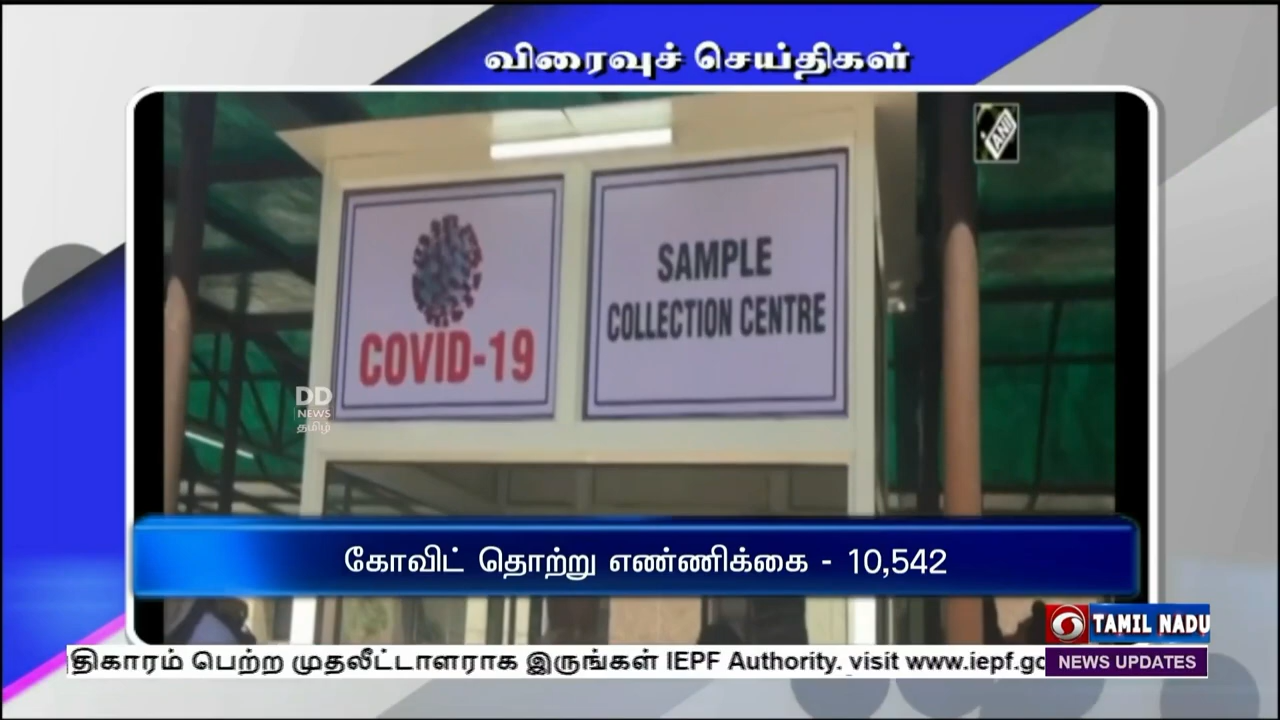 விரைவுச் செய்திகள்
ANI
COVID-19
SAMPLE
COLLECTION CENTRE
DD
NEWS
தமிழ்
கோவிட் தொற்று எண்ணிக்கை - 10,542
TAMIL NADU
திகாரம் பெற்ற முதலீட்டாளராக இருங்கள் IEPF Authority. visit www.iepf.go
NEWS UPDATES